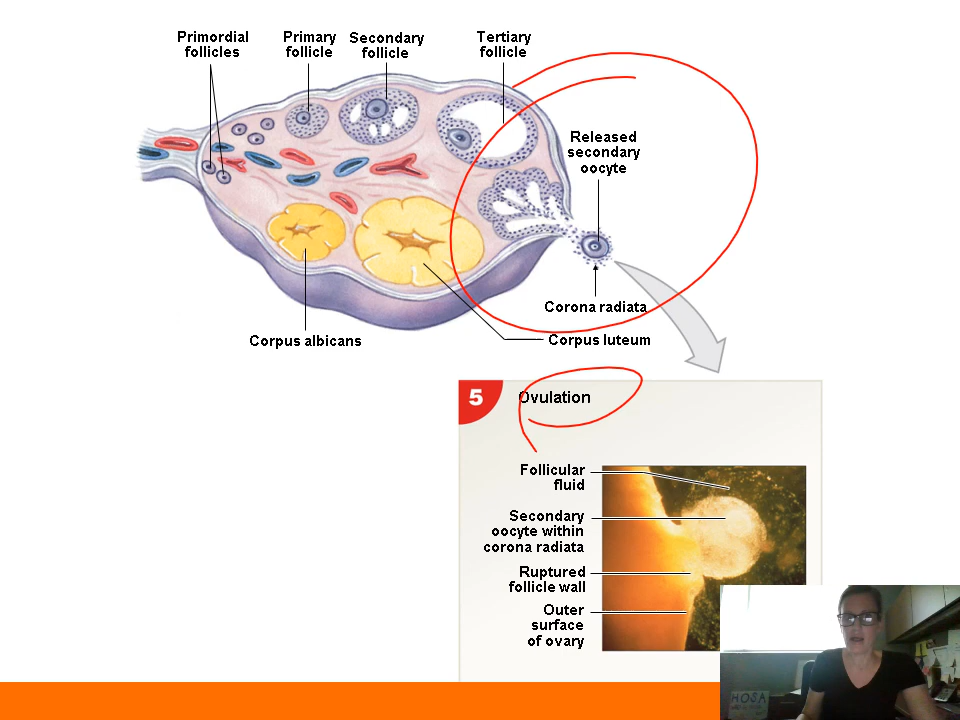 Primordial
follicles
Primary
follicle
Secondary
follicle
Tertiary
follicle
Released
secondary
oocyte
Corona radiata
Corpus albicans
Corpus luteum
5
Ovulation
Follicular
fluid
Secondary
oocyte within
corona radiata
Ruptured
follicle wall
Outer
surface
of ovary
HOSA